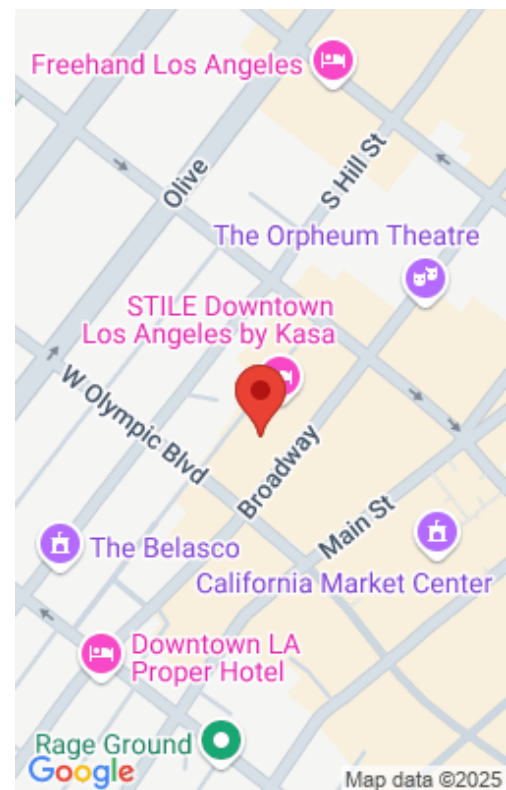 Freehand Los Angeles
Olive
S Hill St
The Orpheum Theatre
STILE Downtown
Los Angeles by Kasa
W Olympic Blvd
Broadway
Main St
The Belasco
California Market Center
Downtown LA
Proper Hotel
Rage Ground
Google
Map data ©2025